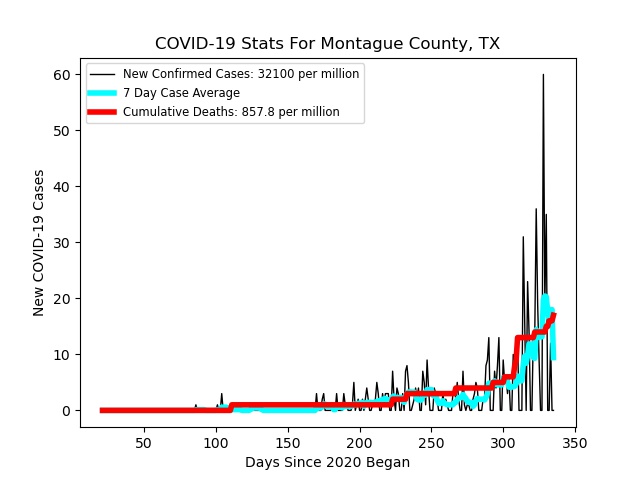 COVID-19 Stats For Montague County, TX
New Confirmed Cases: 32100 per million
7 Day Case Average
Cumulative Deaths: 857.8 per million
60
50
40
30
20
10
0
New COVID-19 Cases
50 100 150 200 250 300 350
Days Since 2020 Began